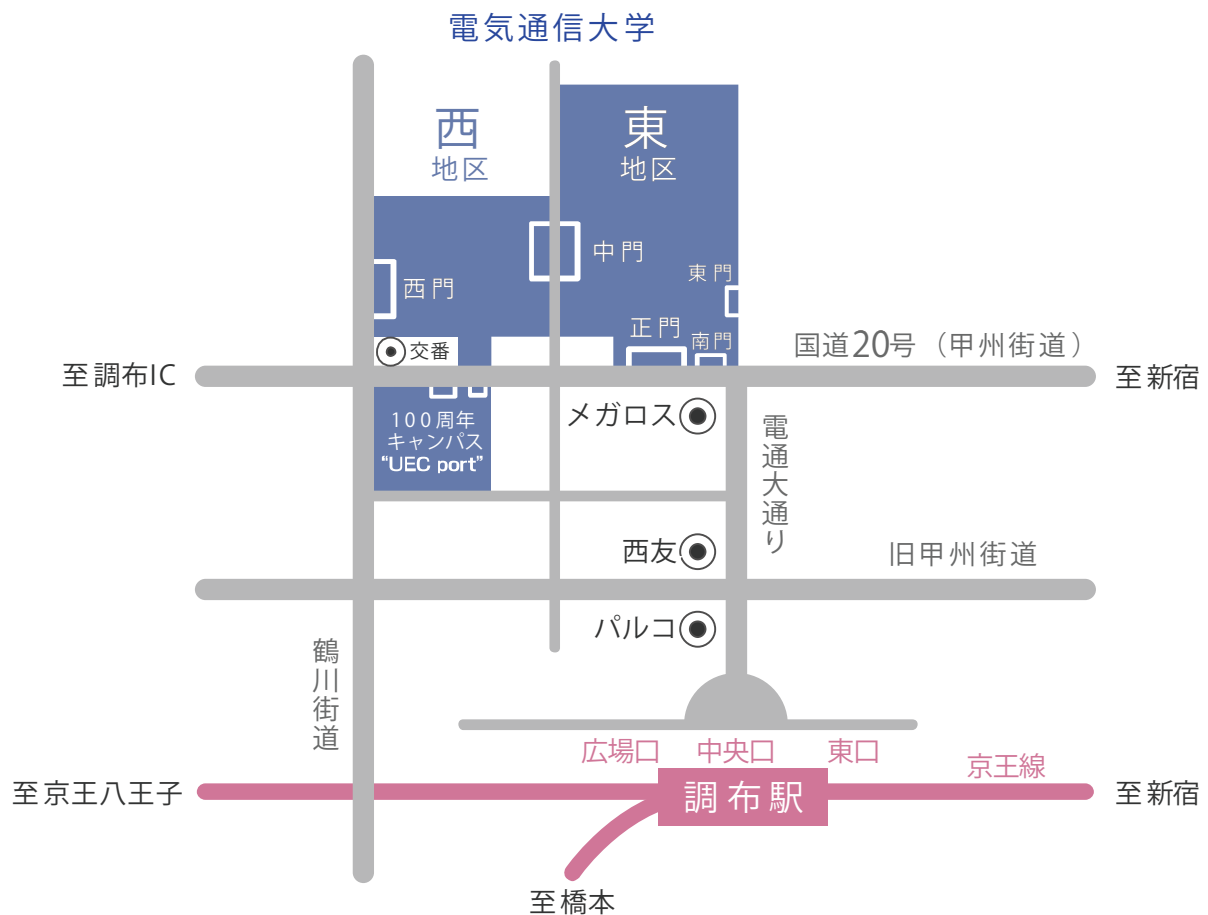 電気通信大学
西
地区
東
地区
中門
東門
西門
正門
南門
交番
国道20号（甲州街道）
至調布IC
至新宿
100周年
キャンパス
“UEC port”
メガロス
電通大通り
西友
旧甲州街道
パルコ
鶴川街道
広場口
中央口
東口
京王線
至京王八王子
調布駅
至新宿
至橋本